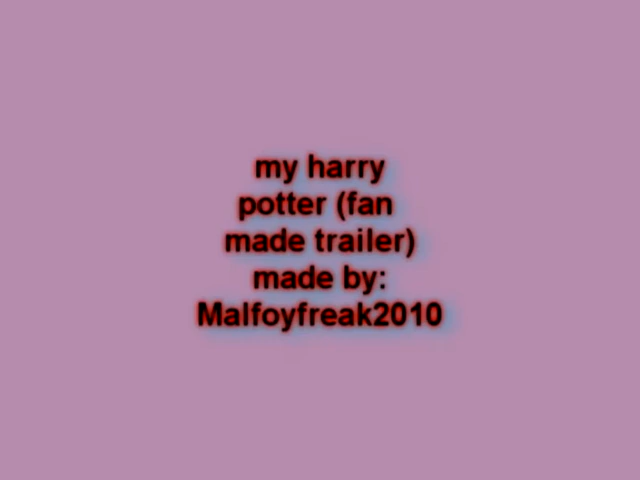 my harry
potter (fan
made trailer)
made by:
Malfoyfreak2010